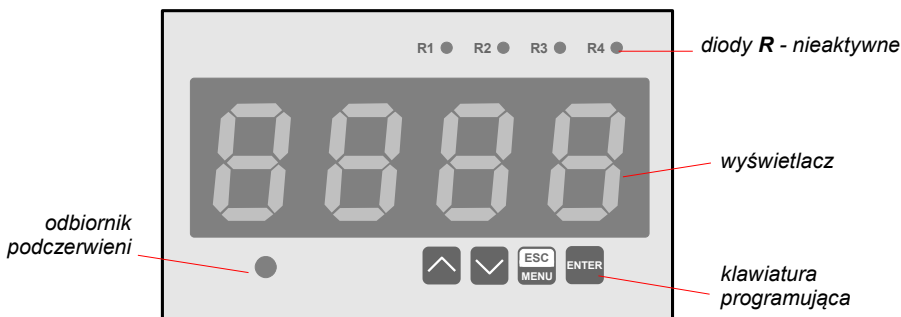 R1 R2 R3 R4
diody R - nieaktywne
wyświetlacz
odbiornik
podczerwieni
ESC
MENU
ENTER
klawiatura
programująca